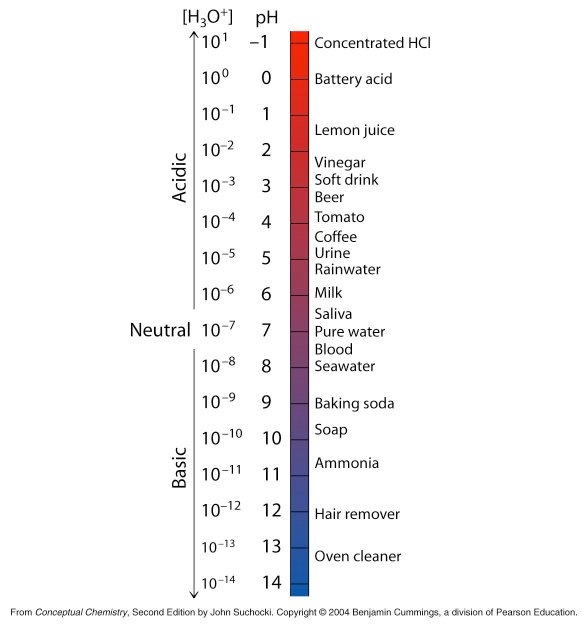 [H₃O⁺] pH
10¹ –1 Concentrated HCl
10⁰ 0 Battery acid
10⁻¹ 1
Lemon juice
10⁻² 2
Vinegar
Soft drink
10⁻³ 3
Beer
Tomato
10⁻⁴ 4
Coffee
Urine
10⁻⁵ 5
Rainwater
10⁻⁶ 6 Milk
Saliva
Neutral 10⁻⁷ 7 Pure water
Blood
10⁻⁸ 8 Seawater
10⁻⁹ 9 Baking soda
Soap
10⁻¹⁰ 10
Ammonia
10⁻¹¹ 11
10⁻¹² 12 Hair remover
10⁻¹³ 13
Oven cleaner
10⁻¹⁴ 14
Acidic
Basic
From Conceptual Chemistry, Second Edition by John Suchocki. Copyright © 2004 Benjamin Cummings, a division of Pearson Education.